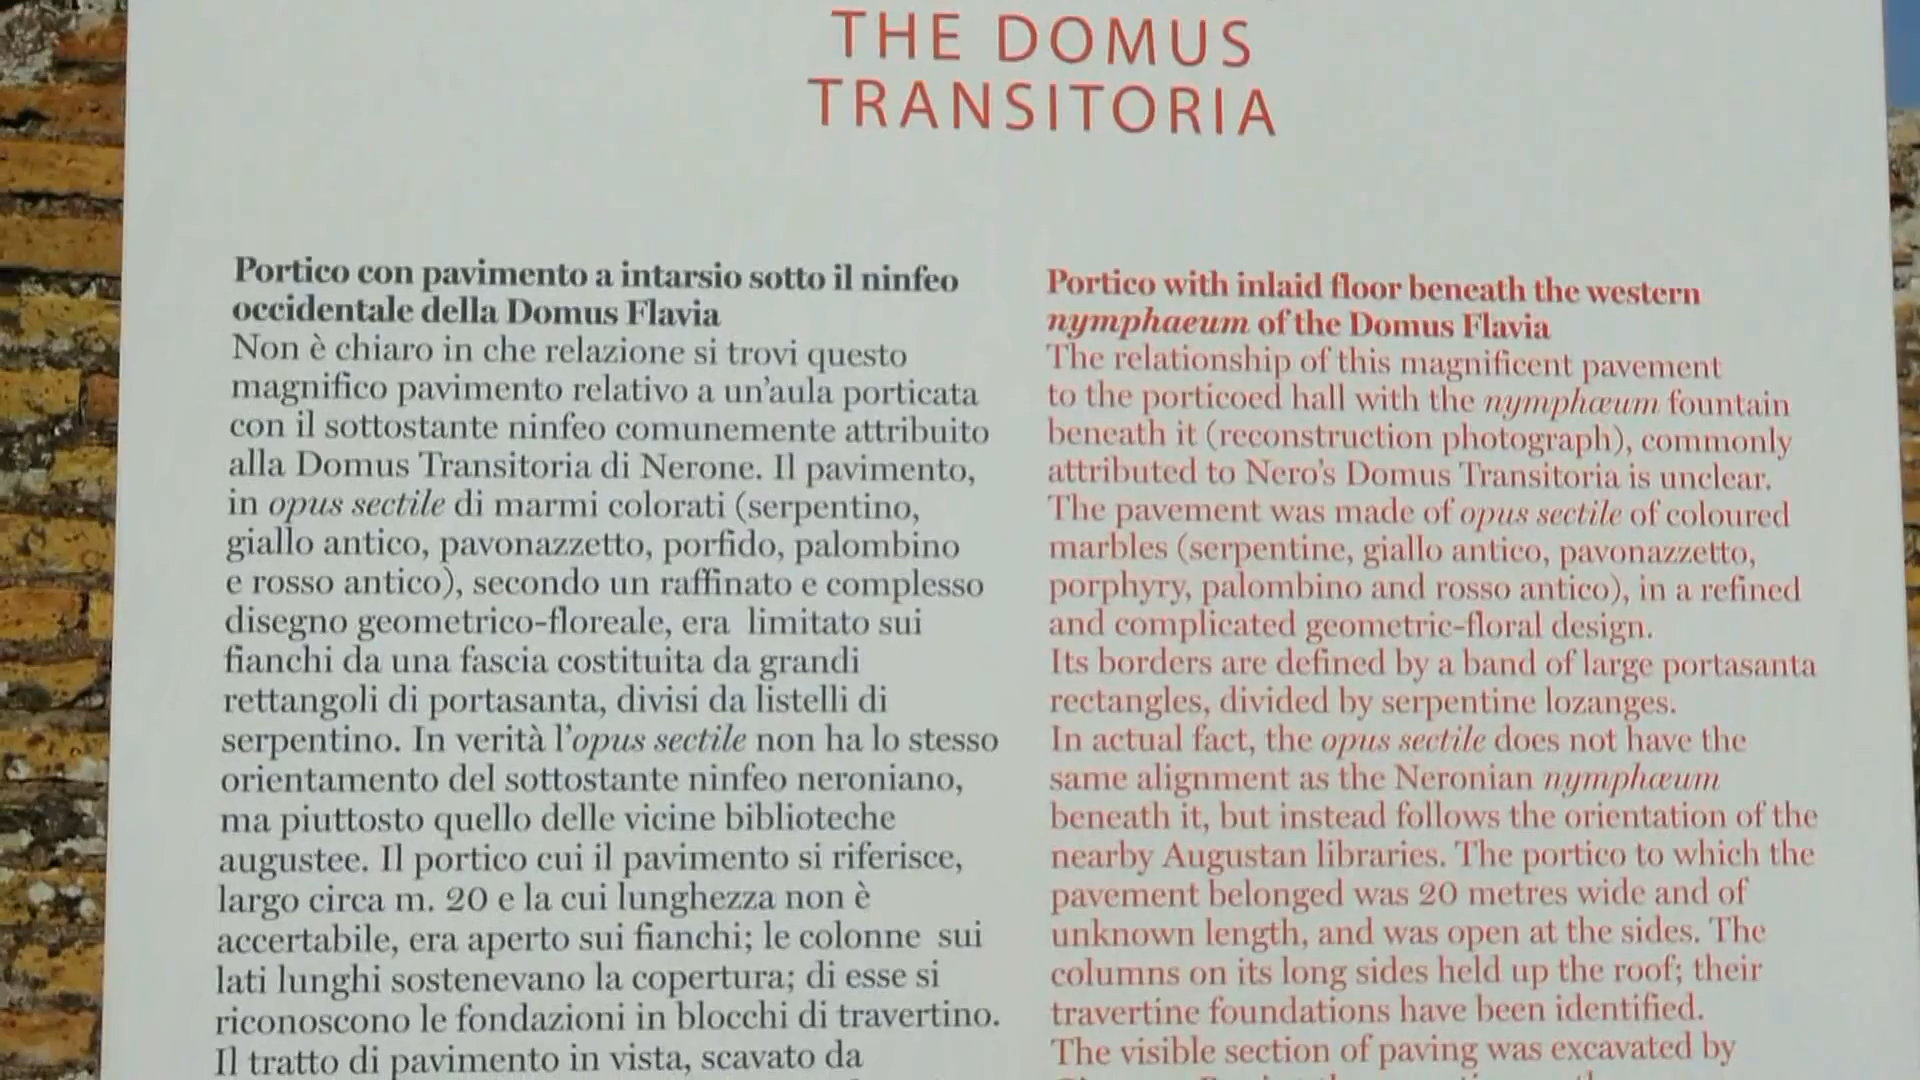 THE DOMUS
TRANSITORIA
Portico con pavimento a intarsio sotto il ninfeo
occidentale della Domus Flavia
Non è chiaro in che relazione si trovi questo
magnifico pavimento relativo a un'aula porticata
con il sottostante ninfeo comunemente attribuito
alla Domus Transitoria di Nerone. Il pavimento,
in opus sectile di marmi colorati (serpentino,
giallo antico, pavonazzetto, porfido, palombino
e rosso antico), secondo un raffinato e complesso
disegno geometrico-floreale, era limitato sui
fianchi da una fascia costituita da grandi
rettangoli di portasanta, divisi da listelli di
serpentino. In verità l'opus sectile non ha lo stesso
orientamento del sottostante ninfeo neroniano,
ma piuttosto quello delle vicine biblioteche
augustee. Il portico cui il pavimento si riferisce,
largo circa m. 20 e la cui lunghezza non è
accertabile, era aperto sui fianchi; le colonne sui
lati lunghi sostenevano la copertura; di esse si
riconoscono le fondazioni in blocchi di travertino.
Il tratto di pavimento in vista, scavato da
Portico with inlaid floor beneath the western
nymphaeum of the Domus Flavia
The relationship of this magnificent pavement
to the porticoed hall with the nymphæum fountain
beneath it (reconstruction photograph), commonly
attributed to Nero's Domus Transitoria is unclear.
The pavement was made of opus sectile of coloured
marbles (serpentine, giallo antico, pavonazzetto,
porphyry, palombino and rosso antico), in a refined
and complicated geometric-floral design.
Its borders are defined by a band of large portasanta
rectangles, divided by serpentine lozanges.
In actual fact, the opus sectile does not have the
same alignment as the Neronian nymphæum
beneath it, but instead follows the orientation of the
nearby Augustan libraries. The portico to which the
pavement belonged was 20 metres wide and of
unknown length, and was open at the sides. The
columns on its long sides held up the roof; their
travertine foundations have been identified.
The visible section of paving was excavated by